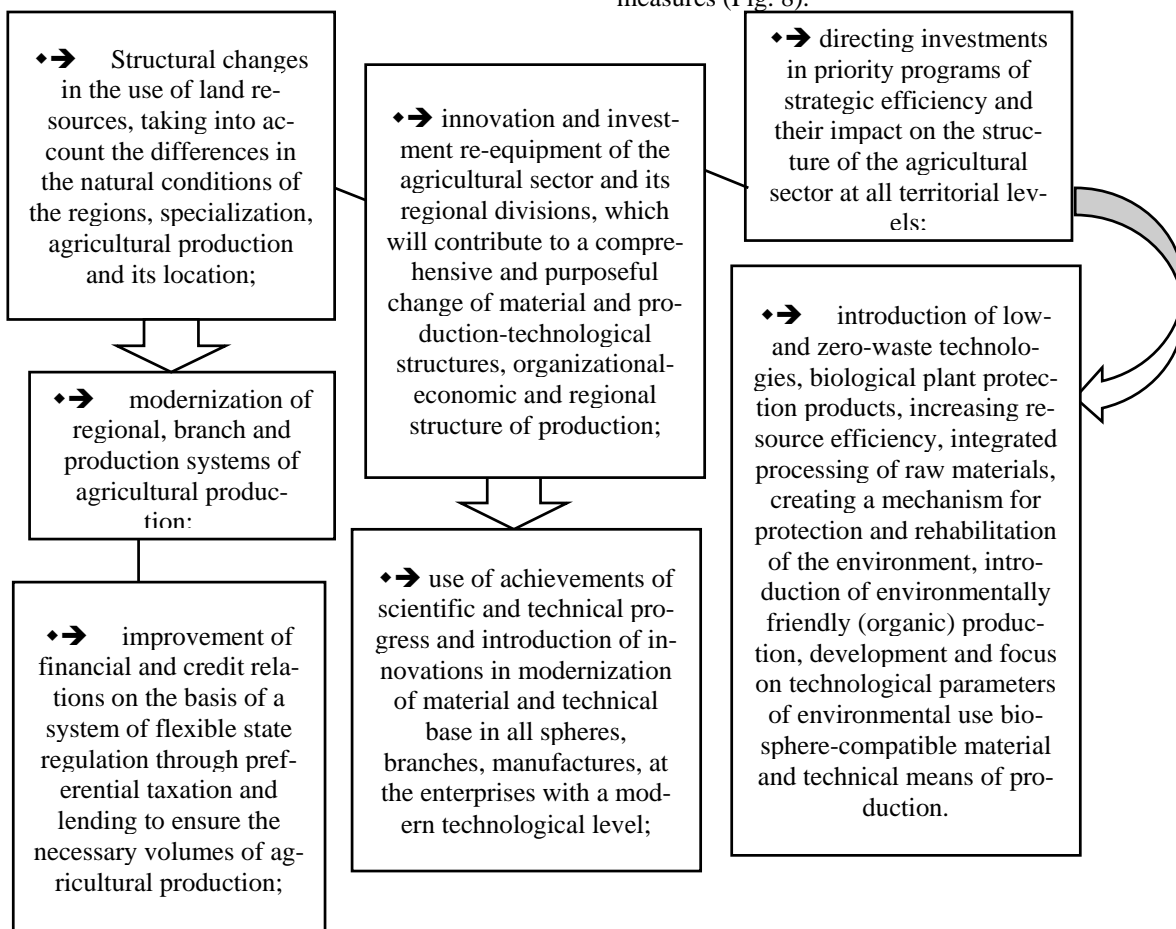 measures (Fig. 8).
◆➔ Structural changes
in the use of land re-
sources, taking into ac-
count the differences in
the natural conditions of
the regions, specialization,
agricultural production
and its location;
◆➔ modernization of
regional, branch and
production systems of
agricultural produc-
tion;
◆➔ improvement of
financial and credit rela-
tions on the basis of a
system of flexible state
regulation through pref-
erential taxation and
lending to ensure the
necessary volumes of ag-
ricultural production;
◆➔ innovation and invest-
ment re-equipment of the
agricultural sector and its
regional divisions, which
will contribute to a compre-
hensive and purposeful
change of material and pro-
duction-technological
structures, organizational-
economic and regional
structure of production;
◆➔ use of achievements of
scientific and technical pro-
gress and introduction of in-
novations in modernization
of material and technical
base in all spheres,
branches, manufactures, at
the enterprises with a mod-
ern technological level;
◆➔ directing investments
in priority programs of
strategic efficiency and
their impact on the struc-
ture of the agricultural
sector at all territorial lev-
els;
◆➔ introduction of low-
and zero-waste technolo-
gies, biological plant protec-
tion products, increasing re-
source efficiency, integrated
processing of raw materials,
creating a mechanism for
protection and rehabilitation
of the environment, intro-
duction of environmentally
friendly (organic) produc-
tion, development and focus
on technological parameters
of environmental use bio-
sphere-compatible material
and technical means of pro-
duction.